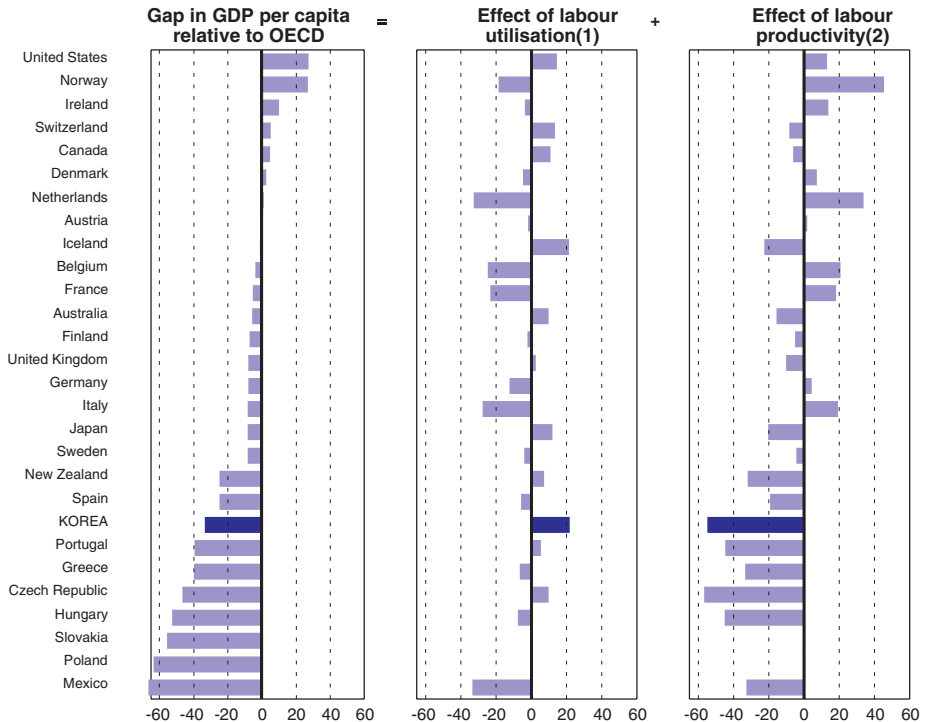 Gap in GDP per capita
relative to OECD
=
Effect of labour
utilisation(1)
+
Effect of labour
productivity(2)
United States
Norway
Ireland
Switzerland
Canada
Denmark
Netherlands
Austria
Iceland
Belgium
France
Australia
Finland
United Kingdom
Germany
Italy
Japan
Sweden
New Zealand
Spain
KOREA
Portugal
Greece
Czech Republic
Hungary
Slovakia
Poland
Mexico
-60 -40 -20 0 20 40 60
-60 -40 -20 0 20 40 60
-60 -40 -20 0 20 40 60